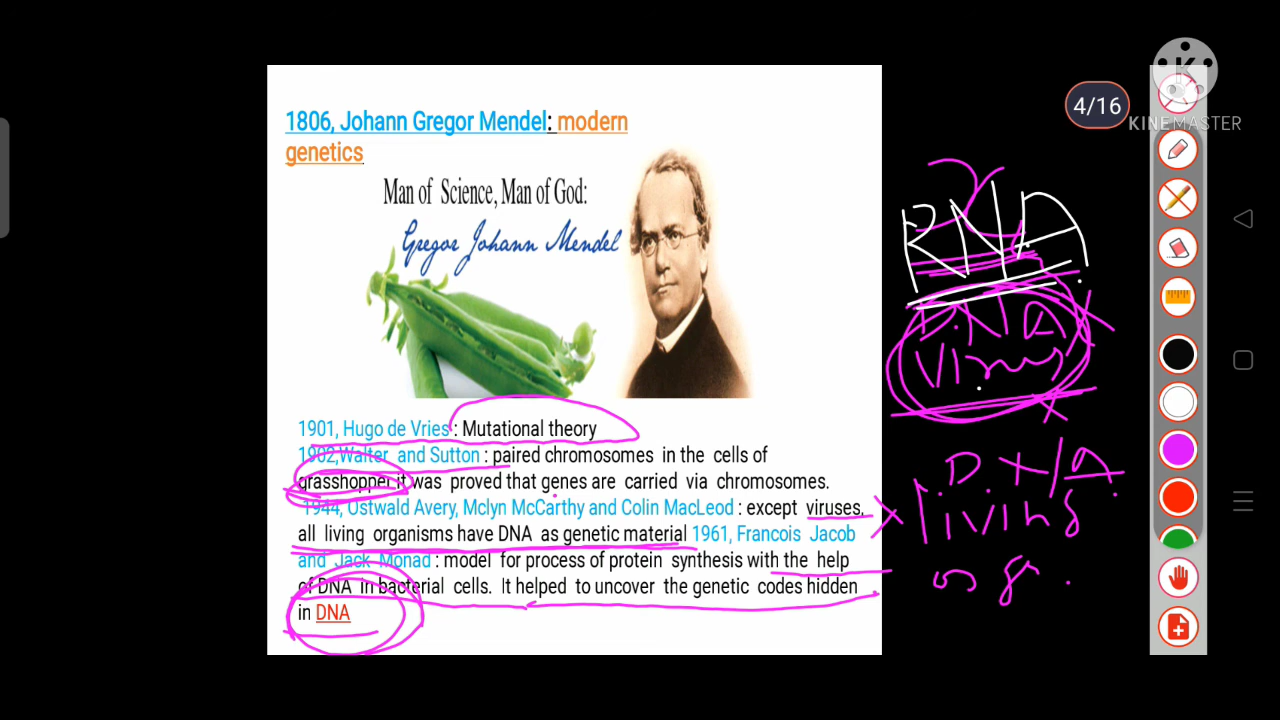 1806, Johann Gregor Mendel: modern
genetics
Man of Science, Man of God:
Gregor Johann Mendel
1901, Hugo de Vries : Mutational theory
1902,Walter and Sutton : paired chromosomes in the cells of
grasshopper it was proved that genes are carried via chromosomes.
1944, Ostwald Avery, Mclyn McCarthy and Colin MacLeod : except viruses,
all living organisms have DNA as genetic material 1961, Francois Jacob
and Jack Monad : model for process of protein synthesis with the help
of DNA in bacterial cells. It helped to uncover the genetic codes hidden
in DNA
4/16
KINEMASTER
D.N.A
Virus
living